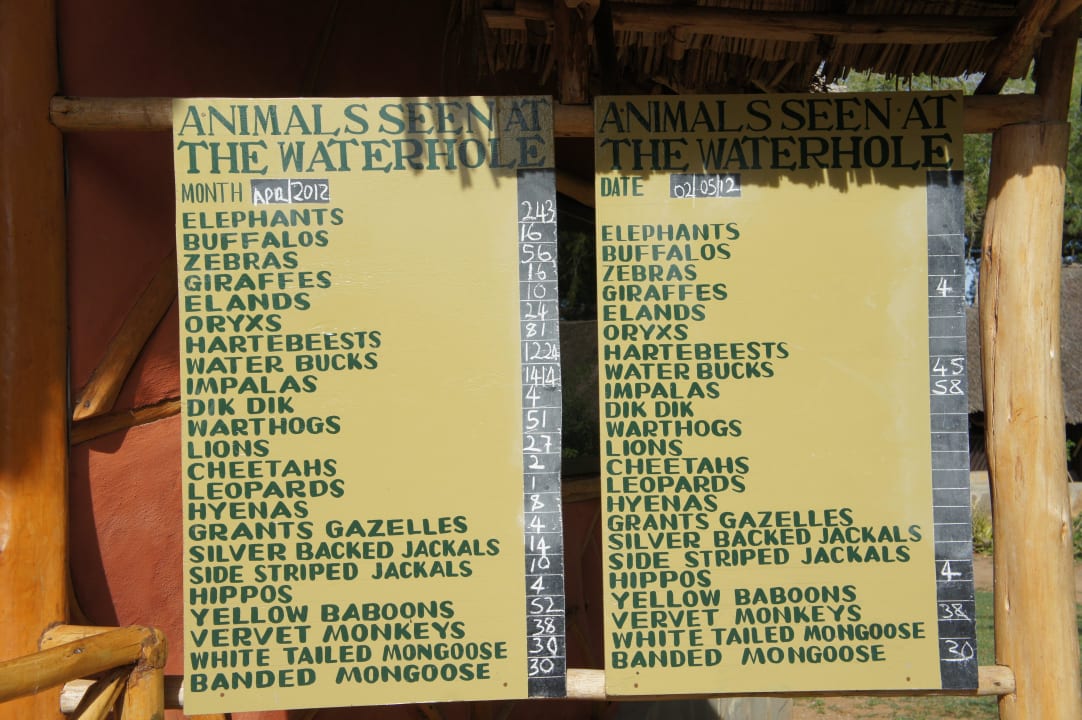 ANIMALS SEEN AT
THE WATERHOLE
MONTH APR/2012
ELEPHANTS 243
BUFFALOS 16
ZEBRAS 56
GIRAFFES 16
ELANDS 10
ORYXS 24
HARTEBEESTS 81
WATER BUCKS 1224
IMPALAS 1414
DIK DIK 4
WARTHOGS 51
LIONS 27
CHEETAHS 2
LEOPARDS 1
HYENAS 8
GRANTS GAZELLES 4
SILVER BACKED JACKALS 14
SIDE STRIPED JACKALS 10
HIPPOS 4
YELLOW BABOONS 52
VERVET MONKEYS 38
WHITE TAILED MONGOOSE 30
BANDED MONGOOSE 30
ANIMALS SEEN AT
THE WATERHOLE
DATE 02/05/12
ELEPHANTS
BUFFALOS
ZEBRAS
GIRAFFES 4
ELANDS
ORYXS
HARTEBEESTS
WATER BUCKS 45
IMPALAS 58
DIK DIK
WARTHOGS
LIONS
CHEETAHS
LEOPARDS
HYENAS
GRANTS GAZELLES
SILVER BACKED JACKALS
SIDE STRIPED JACKALS
HIPPOS 4
YELLOW BABOONS
VERVET MONKEYS 38
WHITE TAILED MONGOOSE
BANDED MONGOOSE 30